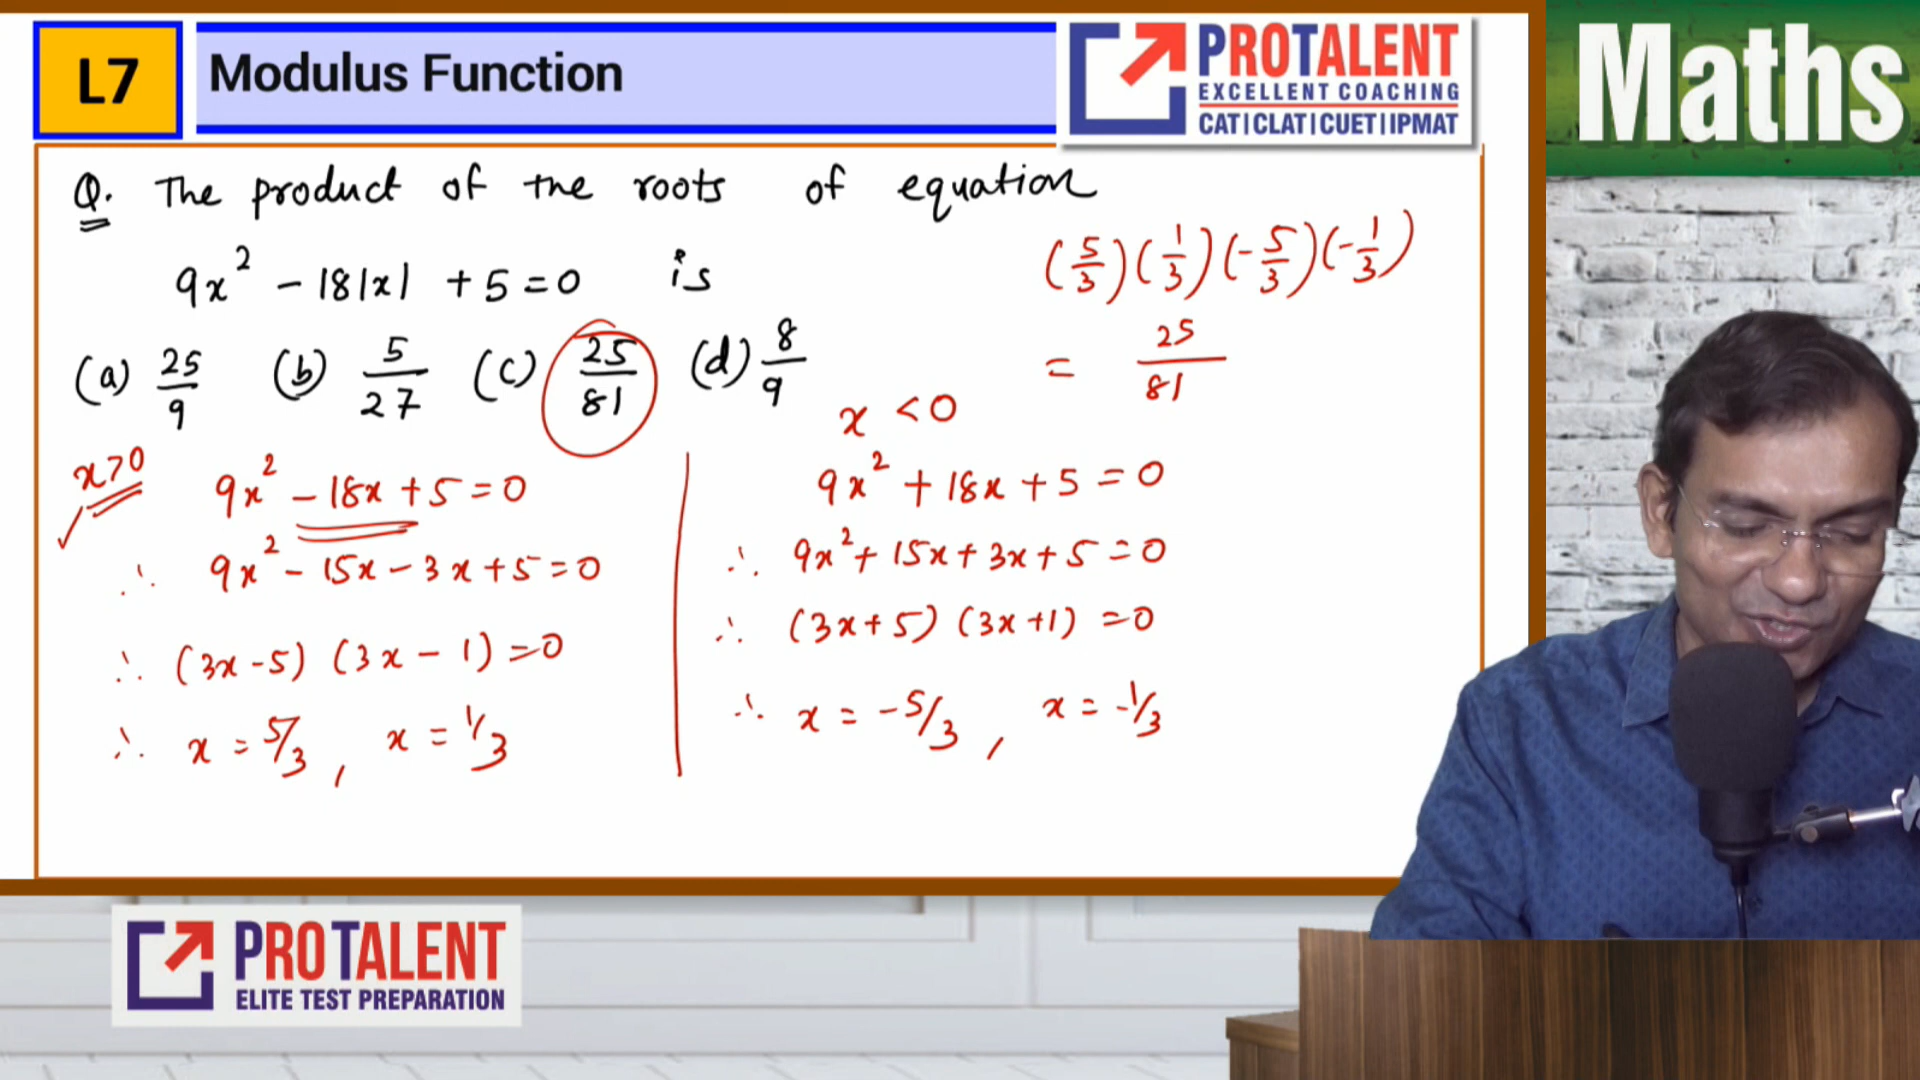 L7
Modulus Function
PROTALENT
EXCELLENT COACHING
CAT|CLAT|CUET|IPMAT
Maths
Q. The product of the roots of equation
9x² - 18|x| + 5 = 0 is
(a) 25/9 (b) 5/27 (c) 25/81 (d) 8/9
(5/3)(1/3)(-5/3)(-1/3)
= 25/81
x>0
9x² - 18x + 5 = 0
∴ 9x² - 15x - 3x + 5 = 0
∴ (3x - 5) (3x - 1) = 0
∴ x = 5/3, x = 1/3
x < 0
9x² + 18x + 5 = 0
∴ 9x² + 15x + 3x + 5 = 0
∴ (3x + 5) (3x + 1) = 0
∴ x = -5/3, x = -1/3
PROTALENT
ELITE TEST PREPARATION